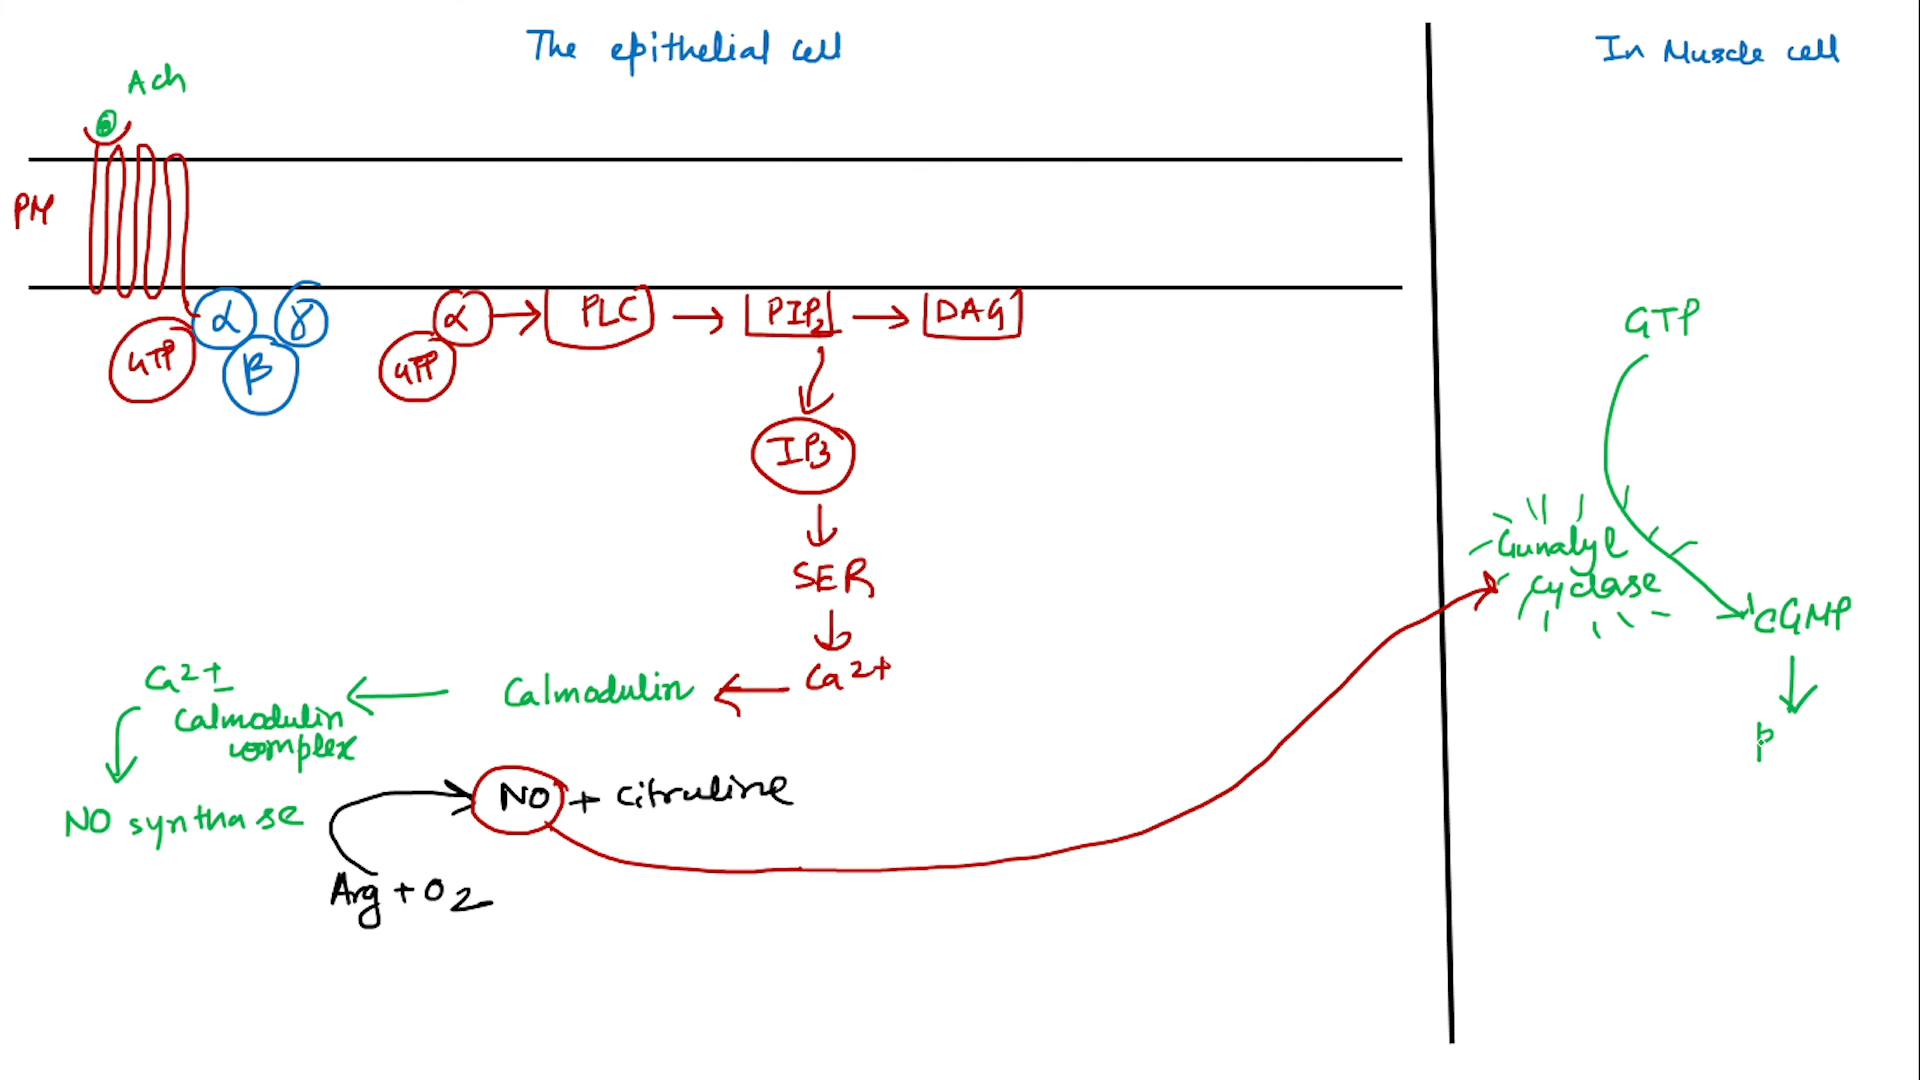 The epithelial cell
In Muscle cell
Ach
PM
α
γ
β
GTP
α
GTP
PLC
PIP2
DAG
IP3
SER
Ca2+
Calmodulin
Ca2+
Calmodulin
complex
NO synthase
NO + Citruline
Arg + O2
GTP
Gunalyl
cyclase
cGMP
P